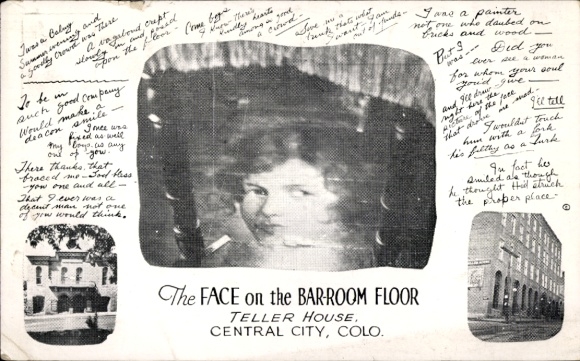 'Twas a Balmy
Summer evening and
a goodly crowd was there
A vagabond crept
slowly in and posed
upon the floor.
Come boys
I know there's
kindly hearts
among so good
a crowd-
Give me a
drink that's what
I want I am
out of funds-
I was a painter
not one who daubed on
bricks and wood-
But I
was-
Did you
ever see a woman
for whom your soul
you'd give-
and I'll draw
right here the face
picture of the
that drove me mad-
I'll tell
I wouldn't touch
him with a fork
he's filthy as a Turk
In fact he
smiled as though
he thought He'd struck
the proper place-
©
To be in
such good company
Would make a
deacon smile-
I once was
fixed as well
my boys as any
one of you-
There thanks that
braced me - God bless
you one and all-
That I ever was a
decent man not one
of you would think.
The FACE on the BAR-ROOM FLOOR
TELLER HOUSE,
CENTRAL CITY, COLO.